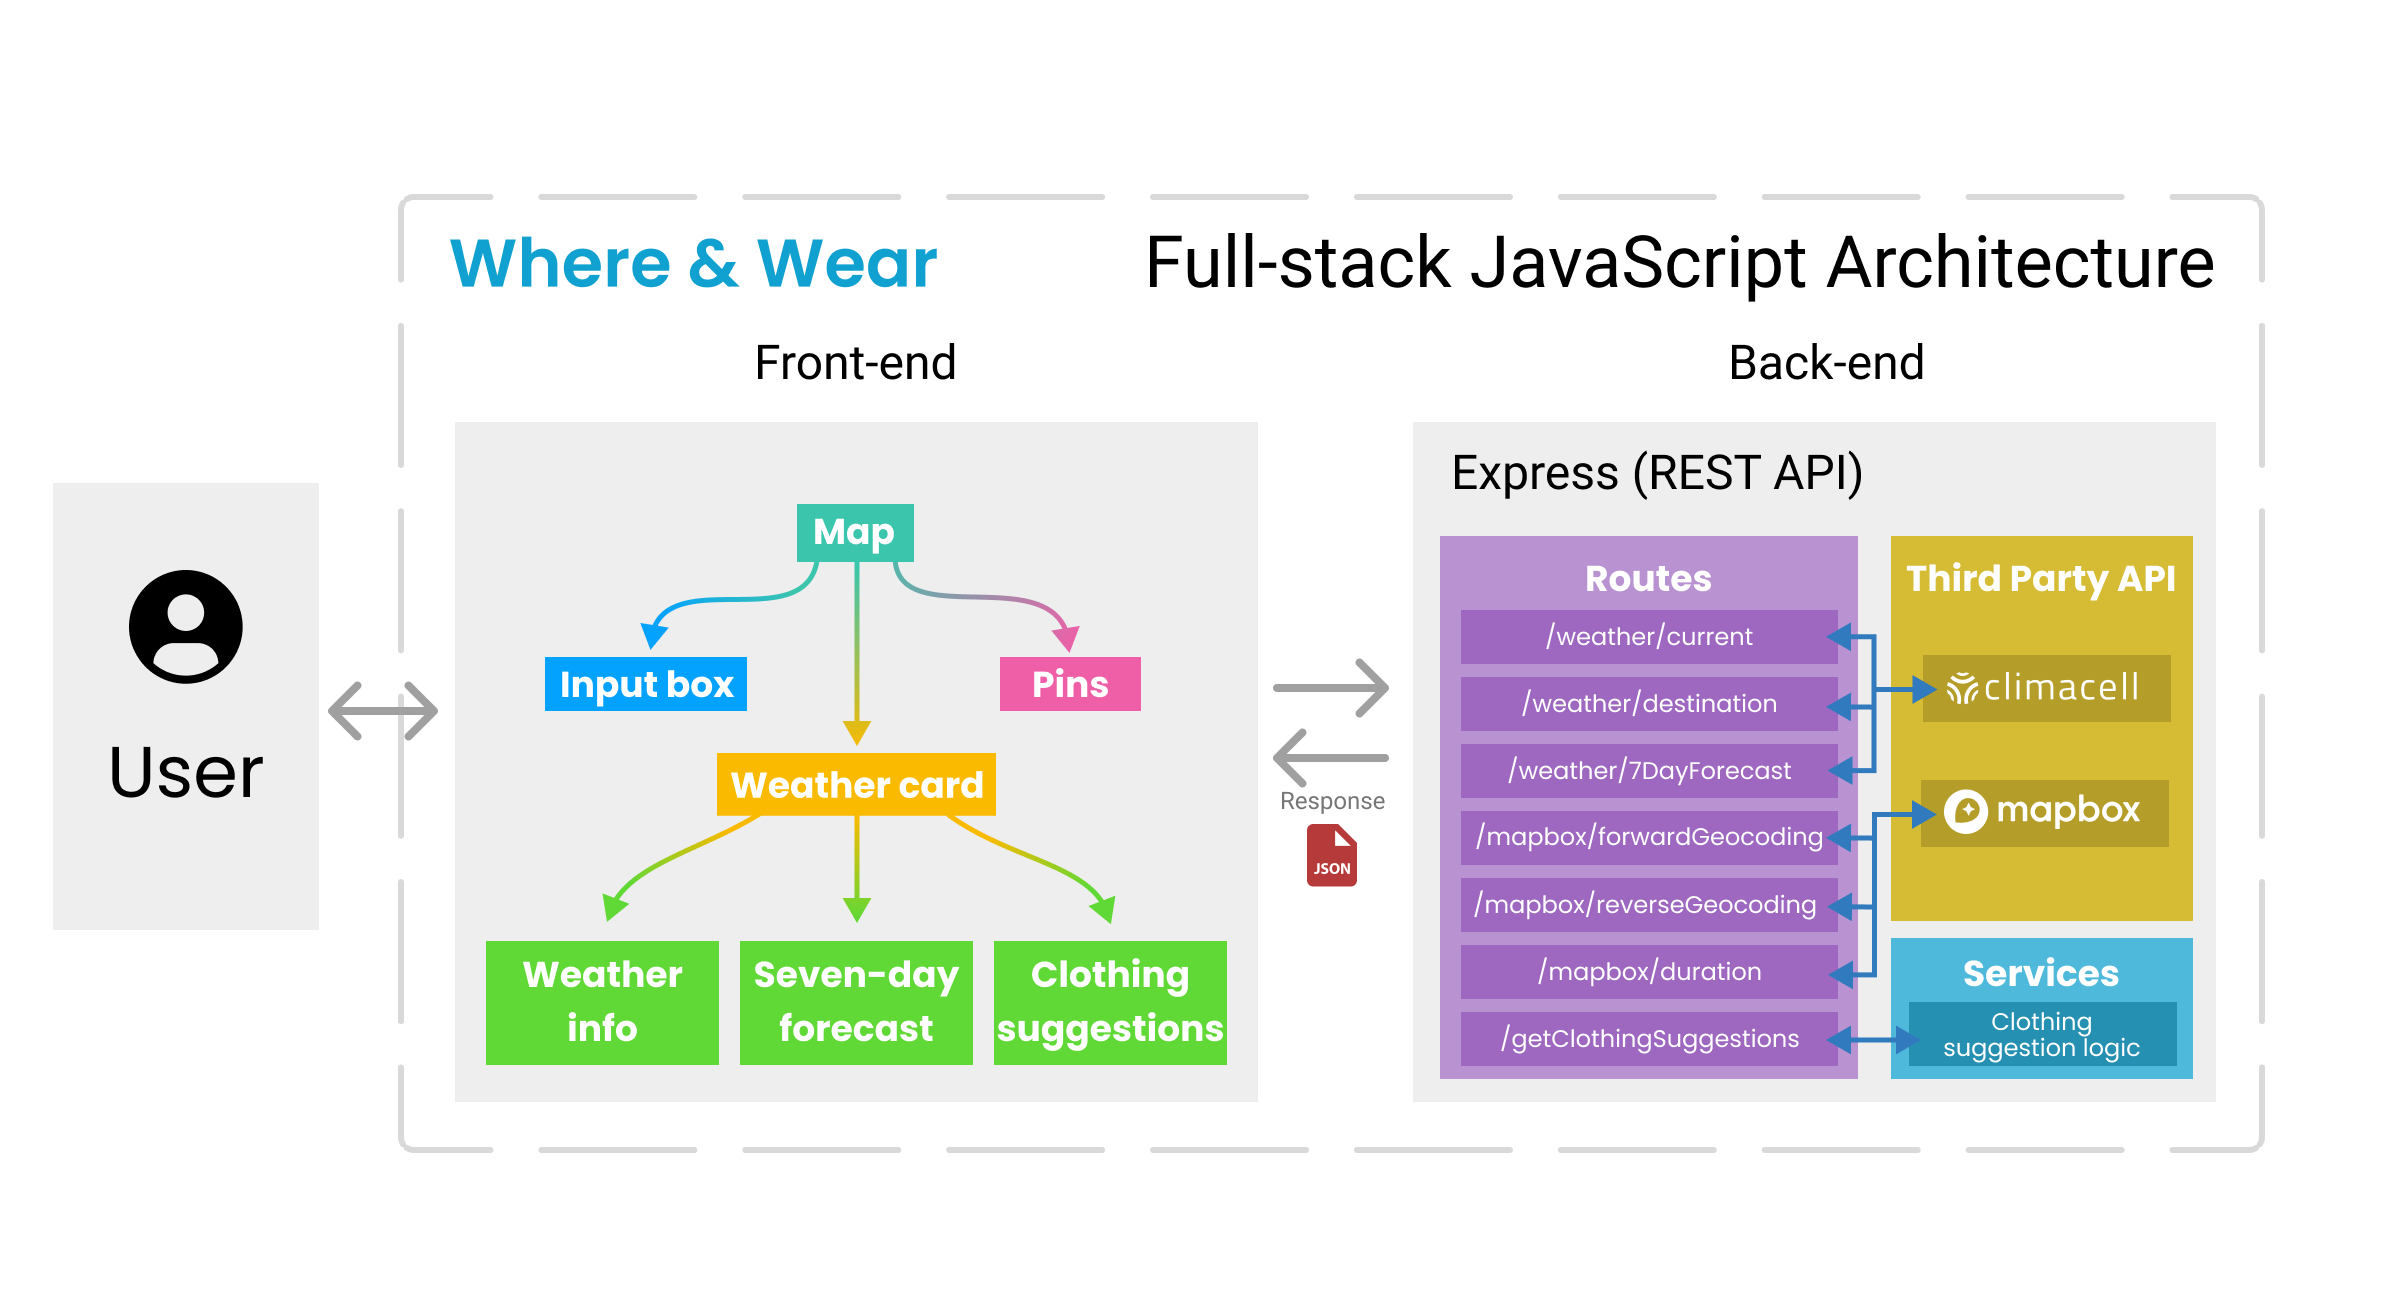 Where & Wear
Full-stack JavaScript Architecture
Front-end
Back-end
User
Map
Input box
Pins
Weather card
Weather
info
Seven-day
forecast
Clothing
suggestions
Response
JSON
Express (REST API)
Routes
/weather/current
/weather/destination
/weather/7DayForecast
/mapbox/forwardGeocoding
/mapbox/reverseGeocoding
/mapbox/duration
/getClothingSuggestions
Third Party API
climacell
mapbox
Services
Clothing
suggestion logic